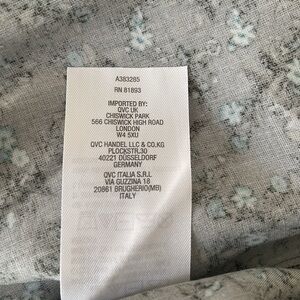 A383285
RN 81893
IMPORTED BY:
QVC UK
CHISWICK PARK
566 CHISWICK HIGH ROAD
LONDON
W4 5XU
QVC HANDEL LLC & CO.KG
PLOCKSTR.30
40221 DÜSSELDORF
GERMANY
QVC ITALIA S.R.L
VIA GUZZINA 18
20861 BRUGHERIO(MB)
ITALY